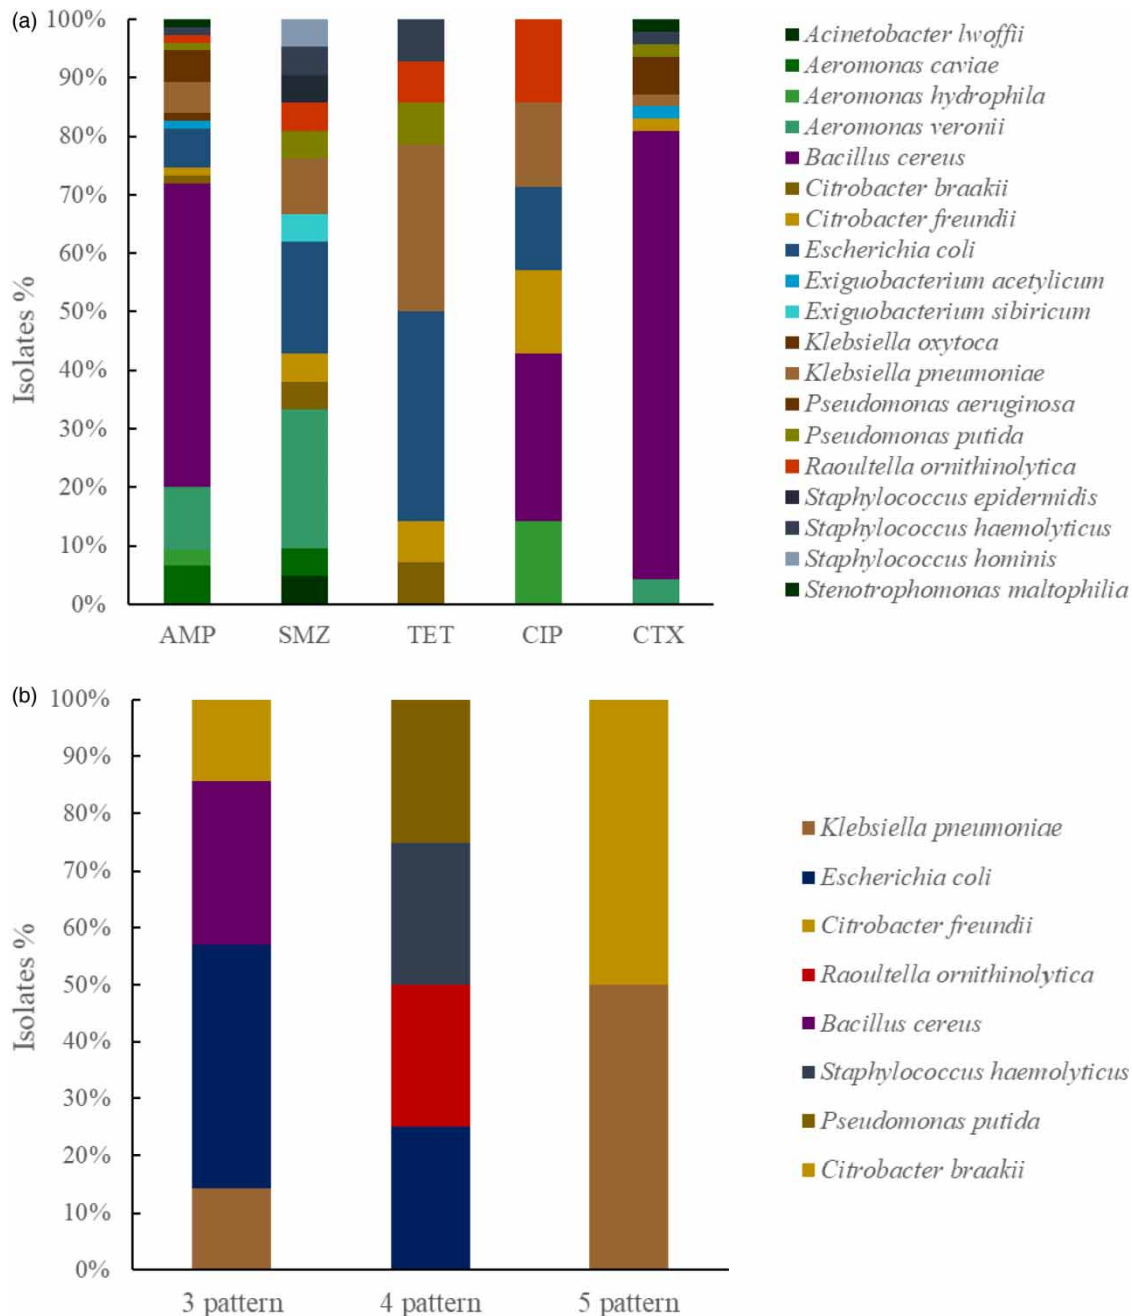 (a)
100%
90%
80%
70%
60%
50%
40%
30%
20%
10%
0%
Isolates %
AMP SMZ TET CIP CTX
Acinetobacter lwoffii
Aeromonas caviae
Aeromonas hydrophila
Aeromonas veronii
Bacillus cereus
Citrobacter braakii
Citrobacter freundii
Escherichia coli
Exiguobacterium acetylicum
Exiguobacterium sibiricum
Klebsiella oxytoca
Klebsiella pneumoniae
Pseudomonas aeruginosa
Pseudomonas putida
Raoultella ornithinolytica
Staphylococcus epidermidis
Staphylococcus haemolyticus
Staphylococcus hominis
Stenotrophomonas maltophilia
(b)
100%
90%
80%
70%
60%
50%
40%
30%
20%
10%
0%
Isolates %
3 pattern 4 pattern 5 pattern
Klebsiella pneumoniae
Escherichia coli
Citrobacter freundii
Raoultella ornithinolytica
Bacillus cereus
Staphylococcus haemolyticus
Pseudomonas putida
Citrobacter braakii